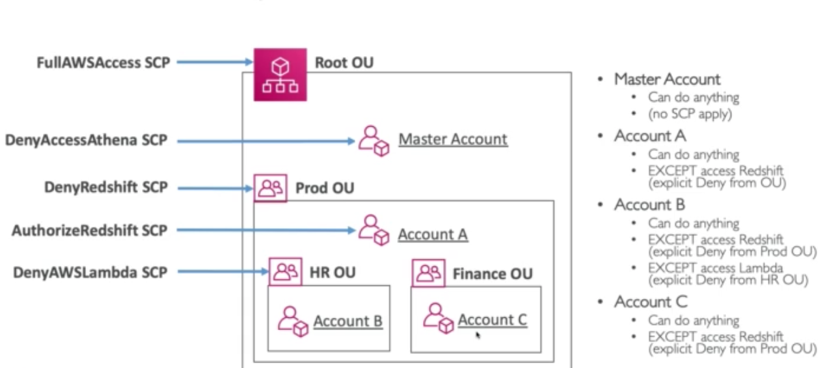 FullAWSAccess SCP
Root OU
DenyAccessAthena SCP
Master Account
DenyRedshift SCP
Prod OU
AuthorizeRedshift SCP
Account A
DenyAWSLambda SCP
HR OU
Finance OU
Account B
Account C
• Master Account
• Can do anything
• (no SCP apply)
• Account A
• Can do anything
• EXCEPT access Redshift
(explicit Deny from OU)
• Account B
• Can do anything
• EXCEPT access Redshift
(explicit Deny from Prod OU)
• EXCEPT access Lambda
(explicit Deny from HR OU)
• Account C
• Can do anything
• EXCEPT access Redshift
(explicit Deny from Prod OU)